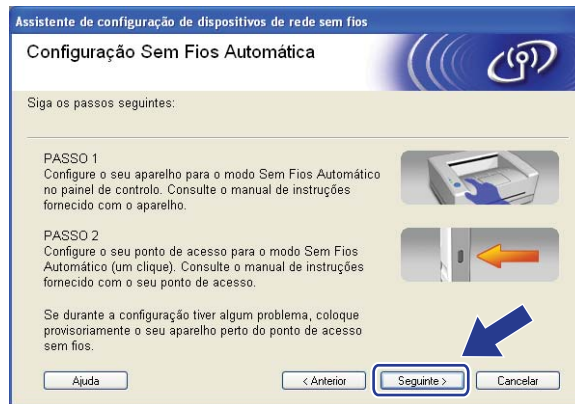 Assistente de configuração de dispositivos de rede sem fios
Configuração Sem Fios Automática
Siga os passos seguintes:
PASSO 1
Configure o seu aparelho para o modo Sem Fios Automático
no painel de controlo. Consulte o manual de instruções
fornecido com o aparelho.
PASSO 2
Configure o seu ponto de acesso para o modo Sem Fios
Automático (um clique). Consulte o manual de instruções
fornecido com o seu ponto de acesso.
Se durante a configuração tiver algum problema, coloque
provisoriamente o seu aparelho perto do ponto de acesso
sem fios.
Ajuda
< Anterior
Seguinte >
Cancelar